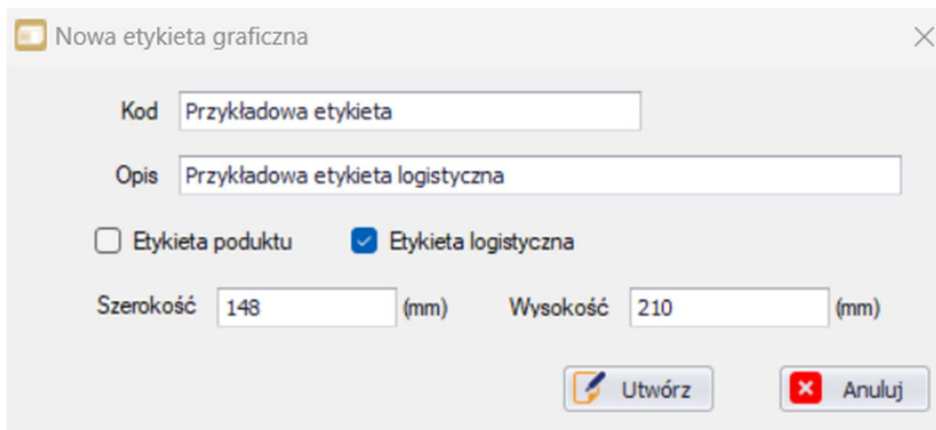 Nowa etykieta graficzna
Kod Przykładowa etykieta
Opis Przykładowa etykieta logistyczna
Etykieta poduktu Etykieta logistyczna
Szerokość 148 (mm) Wysokość 210 (mm)
Utwórz Anuluj